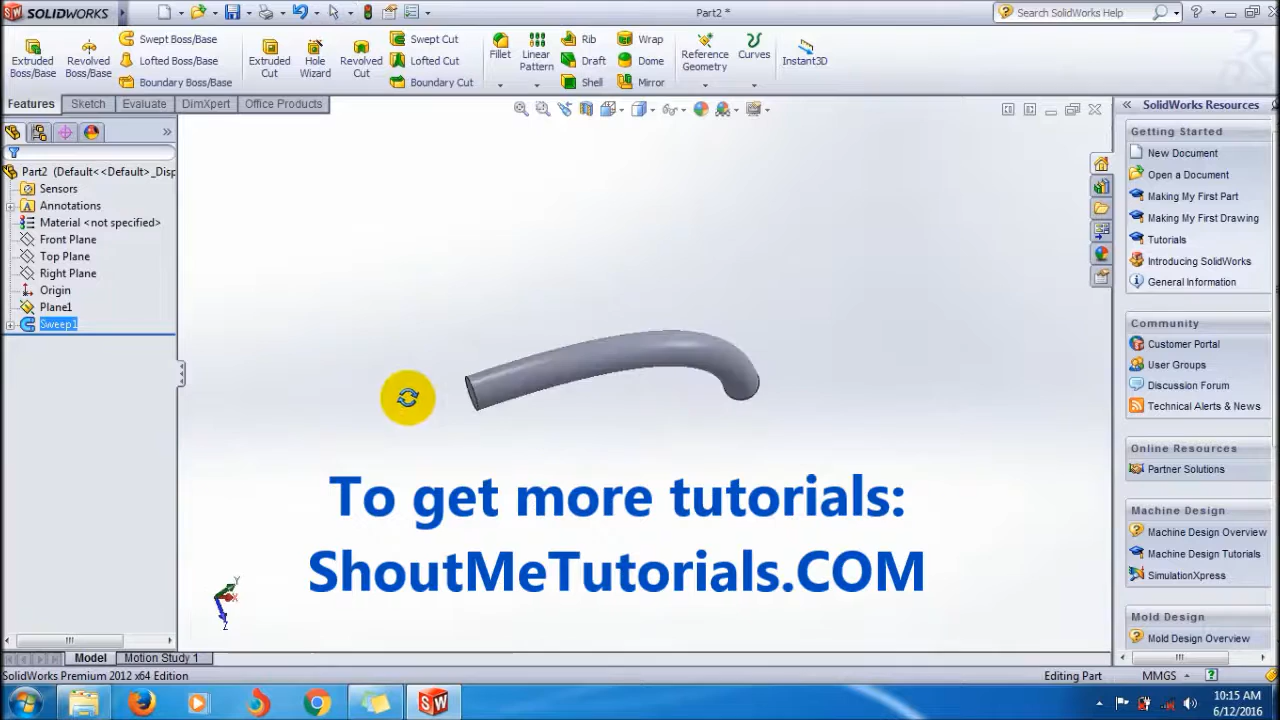 SOLIDWORKS
Part2 *
Search SolidWorks Help
Extruded Boss/Base
Revolved Boss/Base
Swept Boss/Base
Lofted Boss/Base
Boundary Boss/Base
Extruded Cut
Hole Wizard
Revolved Cut
Swept Cut
Lofted Cut
Boundary Cut
Fillet
Linear Pattern
Rib
Draft
Shell
Wrap
Dome
Mirror
Reference Geometry
Curves
Instant3D
Features
Sketch
Evaluate
DimXpert
Office Products
Part2 (Default<<Default>_Disp
Sensors
Annotations
Material <not specified>
Front Plane
Top Plane
Right Plane
Origin
Plane1
Sweep1
To get more tutorials:
ShoutMeTutorials.COM
Y
X
Z
SolidWorks Resources
Getting Started
New Document
Open a Document
Making My First Part
Making My First Drawing
Tutorials
Introducing SolidWorks
General Information
Community
Customer Portal
User Groups
Discussion Forum
Technical Alerts & News
Online Resources
Partner Solutions
Machine Design
Machine Design Overview
Machine Design Tutorials
SimulationXpress
Mold Design
Mold Design Overview
Model
Motion Study 1
SolidWorks Premium 2012 x64 Edition
Editing Part
MMGS
10:15 AM
6/12/2016